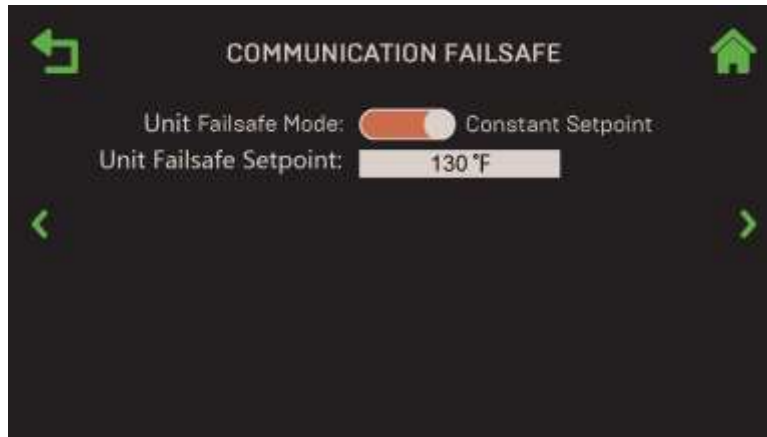 COMMUNICATION FAILSAFE
Unit Failsafe Mode: Constant Setpoint
Unit Failsafe Setpoint: 130 °F